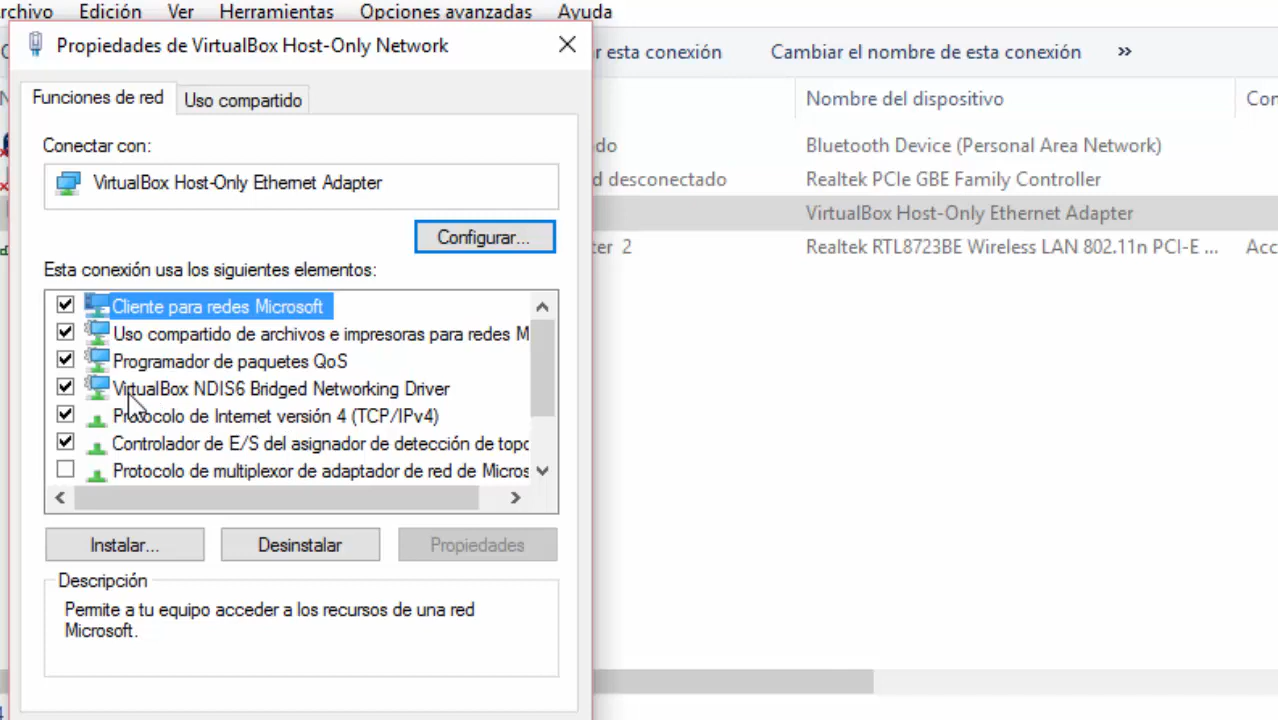 rchivo Edición Ver Herramientas Opciones avanzadas Ayuda
Propiedades de VirtualBox Host-Only Network
r esta conexión Cambiar el nombre de esta conexión »
Funciones de red Uso compartido
Nombre del dispositivo Con
Conectar con:
VirtualBox Host-Only Ethernet Adapter
do Bluetooth Device (Personal Area Network)
d desconectado Realtek PCIe GBE Family Controller
VirtualBox Host-Only Ethernet Adapter
ter 2 Realtek RTL8723BE Wireless LAN 802.11n PCI-E ... Acc
Configurar...
Esta conexión usa los siguientes elementos:
Cliente para redes Microsoft
Uso compartido de archivos e impresoras para redes M
Programador de paquetes QoS
VirtualBox NDIS6 Bridged Networking Driver
Protocolo de Internet versión 4 (TCP/IPv4)
Controlador de E/S del asignador de detección de topo
Protocolo de multiplexor de adaptador de red de Micros
Instalar... Desinstalar Propiedades
Descripción
Permite a tu equipo acceder a los recursos de una red
Microsoft.